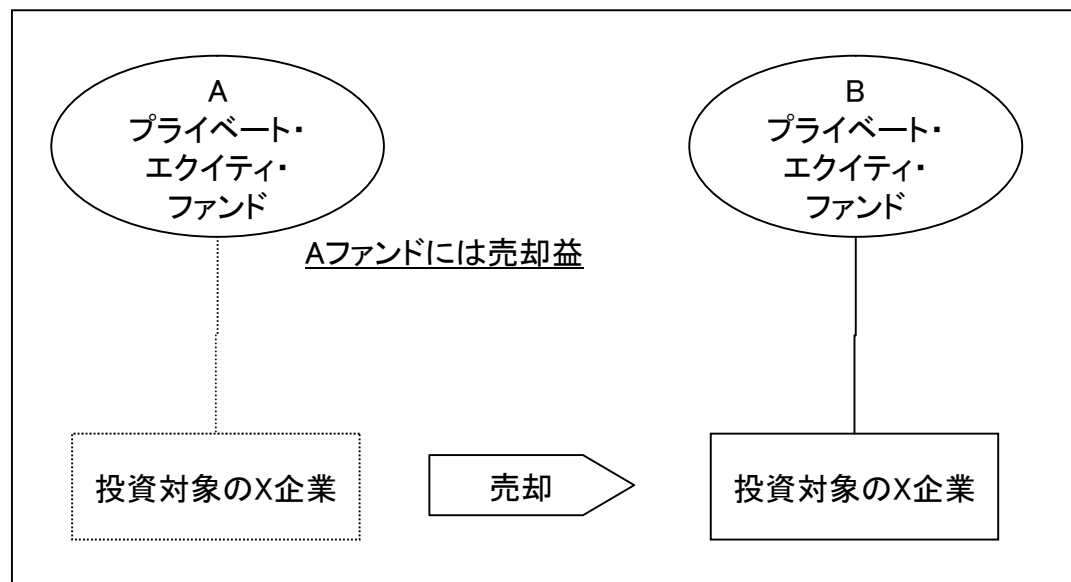 A
プライベート・
エクイティ・
ファンド
B
プライベート・
エクイティ・
ファンド
Aファンドには売却益
投資対象のX企業
売却
投資対象のX企業